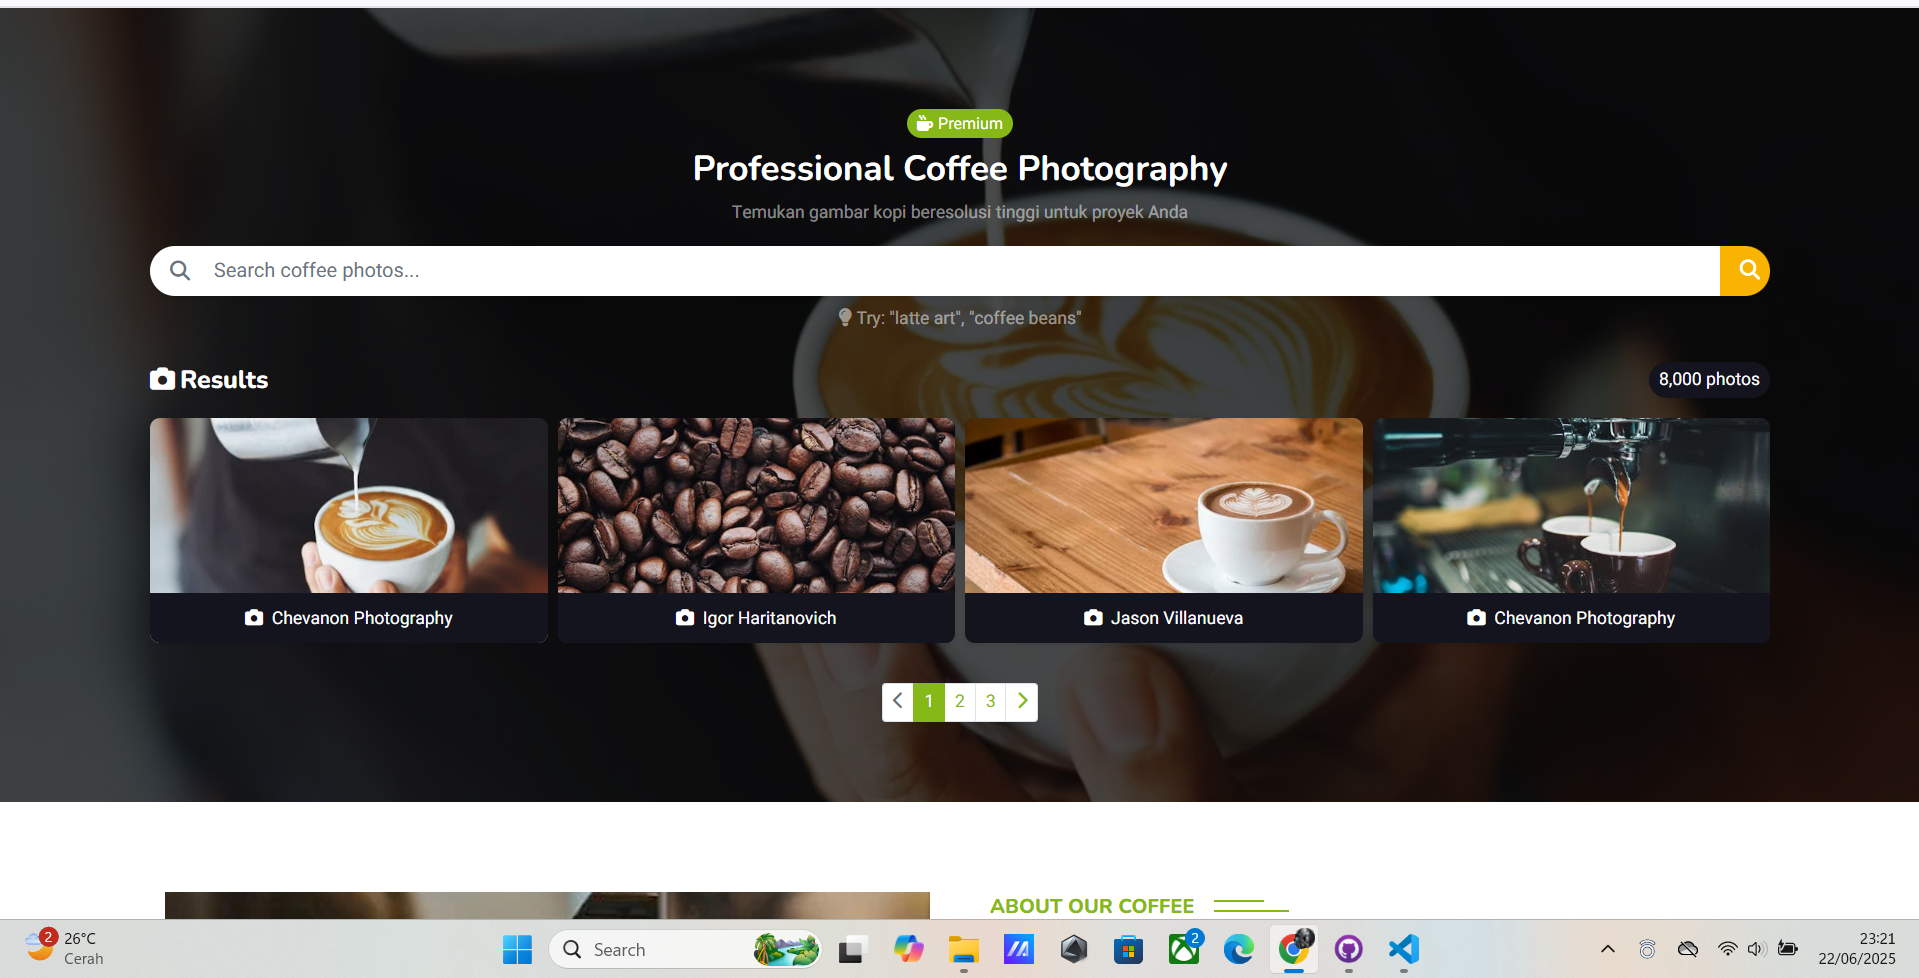 Premium
Professional Coffee Photography
Temukan gambar kopi beresolusi tinggi untuk proyek Anda
Search coffee photos...
Try: "latte art", "coffee beans"
Results
8,000 photos
Chevanon Photography
Igor Haritanovich
Jason Villanueva
Chevanon Photography
1 2 3
ABOUT OUR COFFEE
2
26°C
Cerah
Search
2
23:21
22/06/2025